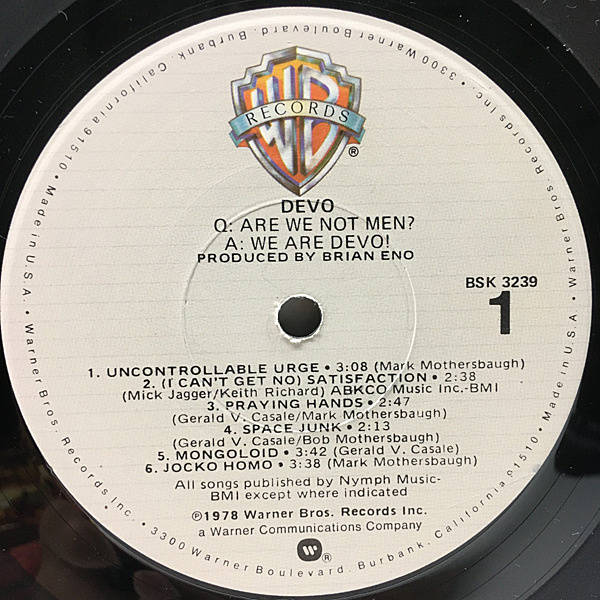 WB
RECORDS
®
DEVO
Q: ARE WE NOT MEN?
A: WE ARE DEVO!
PRODUCED BY BRIAN ENO
BSK 3239
1
1. UNCONTROLLABLE URGE • 3:08 (Mark Mothersbaugh)
2. (I CAN'T GET NO) SATISFACTION • 2:38
(Mick Jagger/Keith Richard) ABKCO Music Inc.-BMI
3. PRAYING HANDS • 2:47
(Gerald V. Casale/Mark Mothersbaugh)
4. SPACE JUNK • 2:13
(Gerald V. Casale/Bob Mothersbaugh)
5. MONGOLOID • 3:42 (Gerald V. Casale)
6. JOCKO HOMO • 3:38 (Mark Mothersbaugh)
All songs published by Nymph Music-
BMI except where indicated
℗1978 Warner Bros. Records Inc.
a Warner Communications Company
W®
• Warner Bros. Records Inc. • 3300 Warner Boulevard, Burbank, California 91510 • Made in U.S.A. • Warner Bros. Records Inc. • 3300 Warner Boulevard, Burbank, California 91510 • Made in U.S.A.